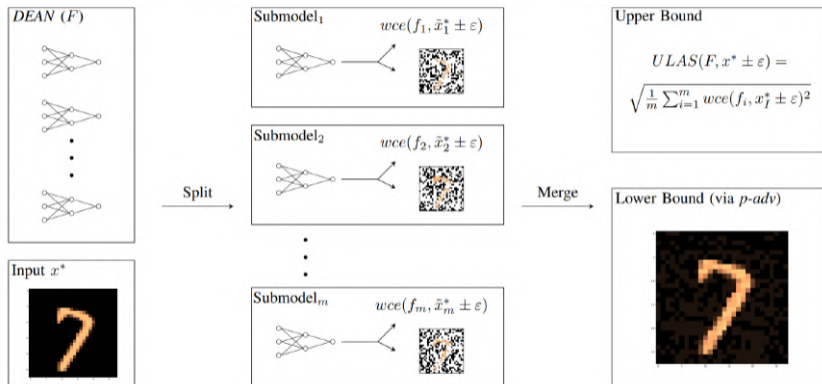 DEAN (F)
Input x*
Split
Submodel₁
wce(f₁, x̃₁* ± ε)
Submodel₂
wce(f₂, x̃₂* ± ε)
Submodelₘ
wce(fₘ, x̃ₘ* ± ε)
Merge
Upper Bound
ULAS(F, x* ± ε) =
√(1/m ∑ᵢ₌₁ᵐ wce(fᵢ, x_I* ± ε)²)
Lower Bound (via p-adv)